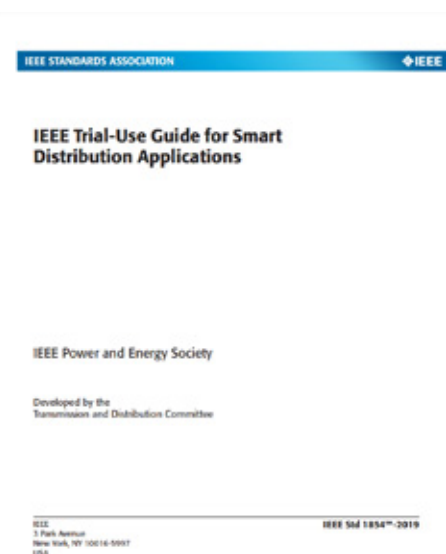 IEEE STANDARDS ASSOCIATION
IEEE
IEEE Trial-Use Guide for Smart
Distribution Applications
IEEE Power and Energy Society
Developed by the
Transmission and Distribution Committee
IEEE
3 Park Avenue
New York, NY 10016-5997
USA
IEEE Std 1854™-2019